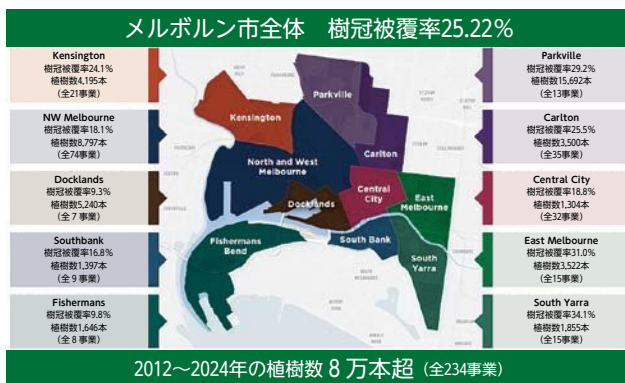 メルボルン市全体　樹冠被覆率25.22%
Kensington
樹冠被覆率24.1%
植樹数4,195本
(全21事業)
NW Melbourne
樹冠被覆率18.1%
植樹数8,797本
(全74事業)
Docklands
樹冠被覆率9.3%
植樹数5,240本
(全７事業)
Southbank
樹冠被覆率16.8%
植樹数1,397本
(全９事業)
Fishermans
樹冠被覆率9.8%
植樹数1,646本
(全８事業)
Kensington
Parkville
North and West
Melbourne
Carlton
Docklands
Central
City
East
Melbourne
Fishermans
Bend
South Bank
South
Yarra
Parkville
樹冠被覆率29.2%
植樹数15,692本
(全13事業)
Carlton
樹冠被覆率25.5%
植樹数3,500本
(全35事業)
Central City
樹冠被覆率18.8%
植樹数1,304本
(全32事業)
East Melbourne
樹冠被覆率31.0%
植樹数3,522本
(全15事業)
South Yarra
樹冠被覆率34.1%
植樹数1,855本
(全15事業)
2012～2024年の植樹数８万本超（全234事業）